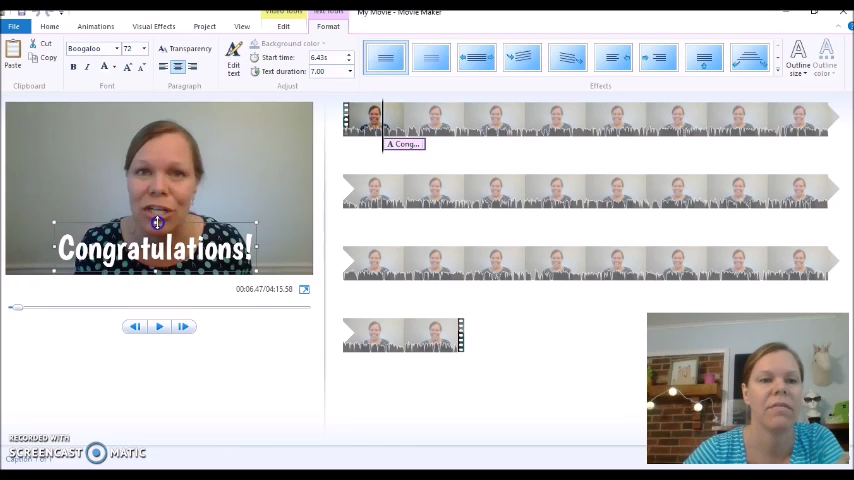 Video Tools
Text Tools
My Movie - Movie Maker
File
Home
Animations
Visual Effects
Project
View
Edit
Format
Paste
Cut
Copy
Clipboard
Boogaloo
72
Transparency
B
I
A
A
A
Font
Paragraph
Edit
text
Background color
Start time:
6.43s
Text duration:
7.00
Adjust
Effects
Outline
size
Outline
color
A Cong...
Congratulations!
00:06.47/04:15.58
RECORDED WITH
SCREENCAST MATIC